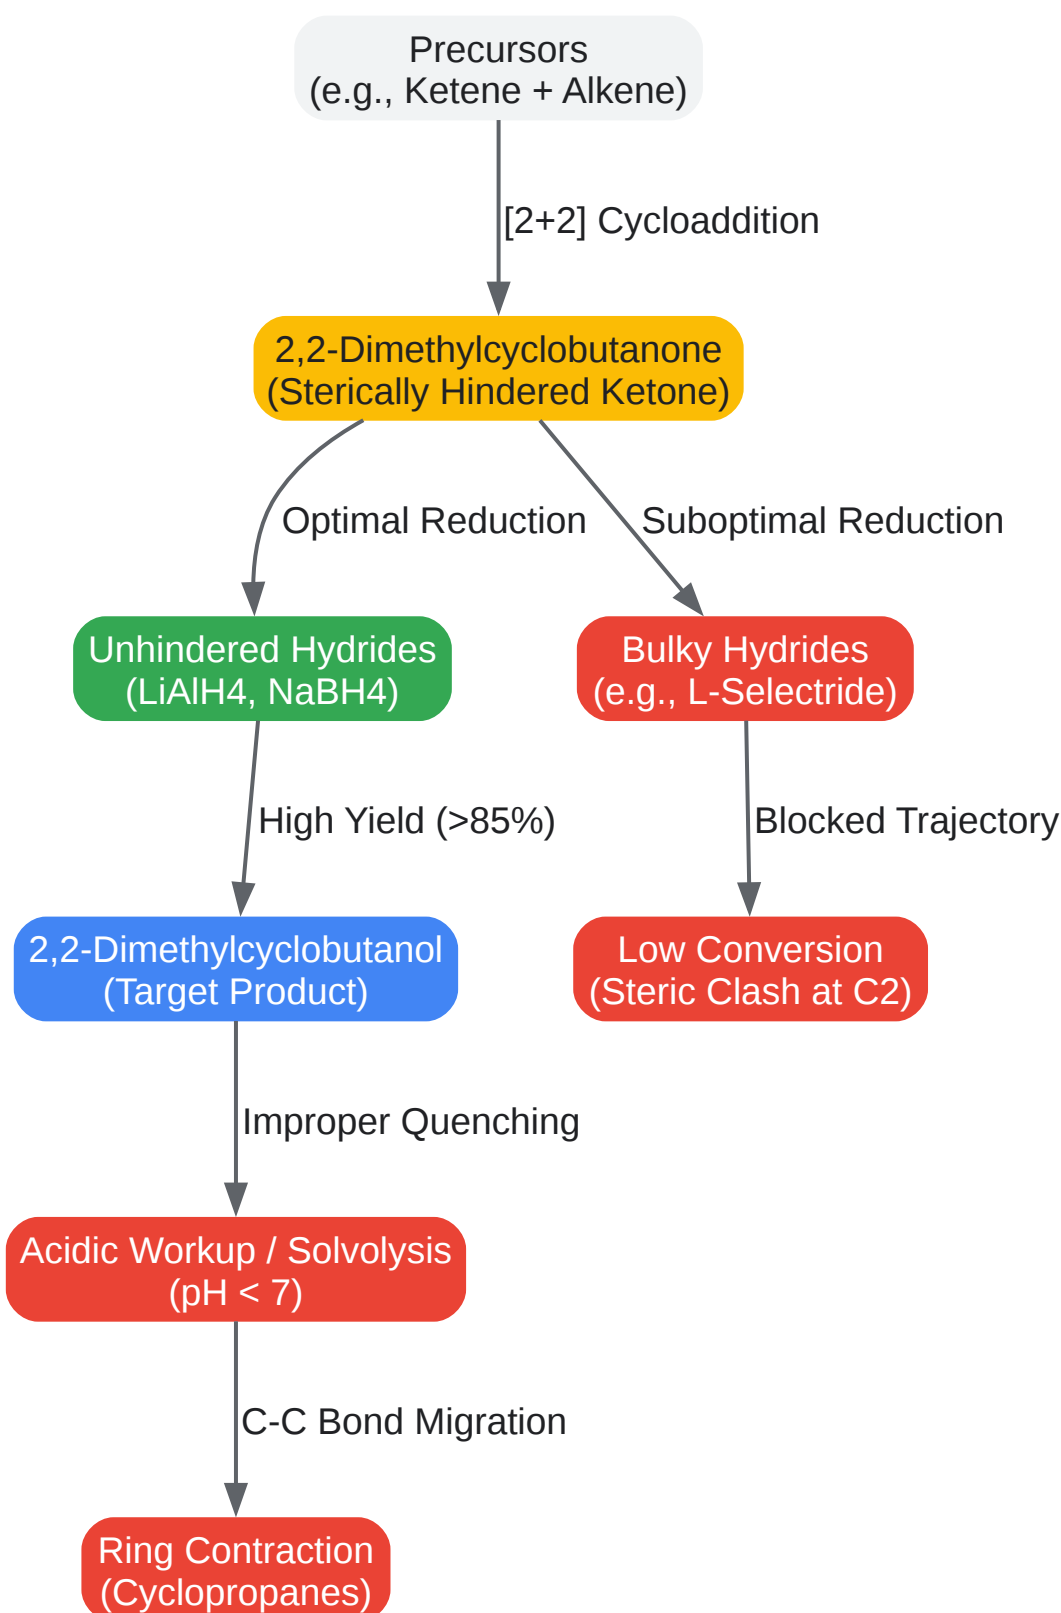 Precursors
(e.g., Ketene + Alkene)
[2+2] Cycloaddition
2,2-Dimethylcyclobutanone
(Sterically Hindered Ketone)
Optimal Reduction
Suboptimal Reduction
Unhindered Hydrides
(LiAlH4, NaBH4)
Bulky Hydrides
(e.g., L-Selectride)
High Yield (>85%)
Blocked Trajectory
2,2-Dimethylcyclobutanol
(Target Product)
Low Conversion
(Steric Clash at C2)
Improper Quenching
Acidic Workup / Solvolysis
(pH < 7)
C-C Bond Migration
Ring Contraction
(Cyclopropanes)